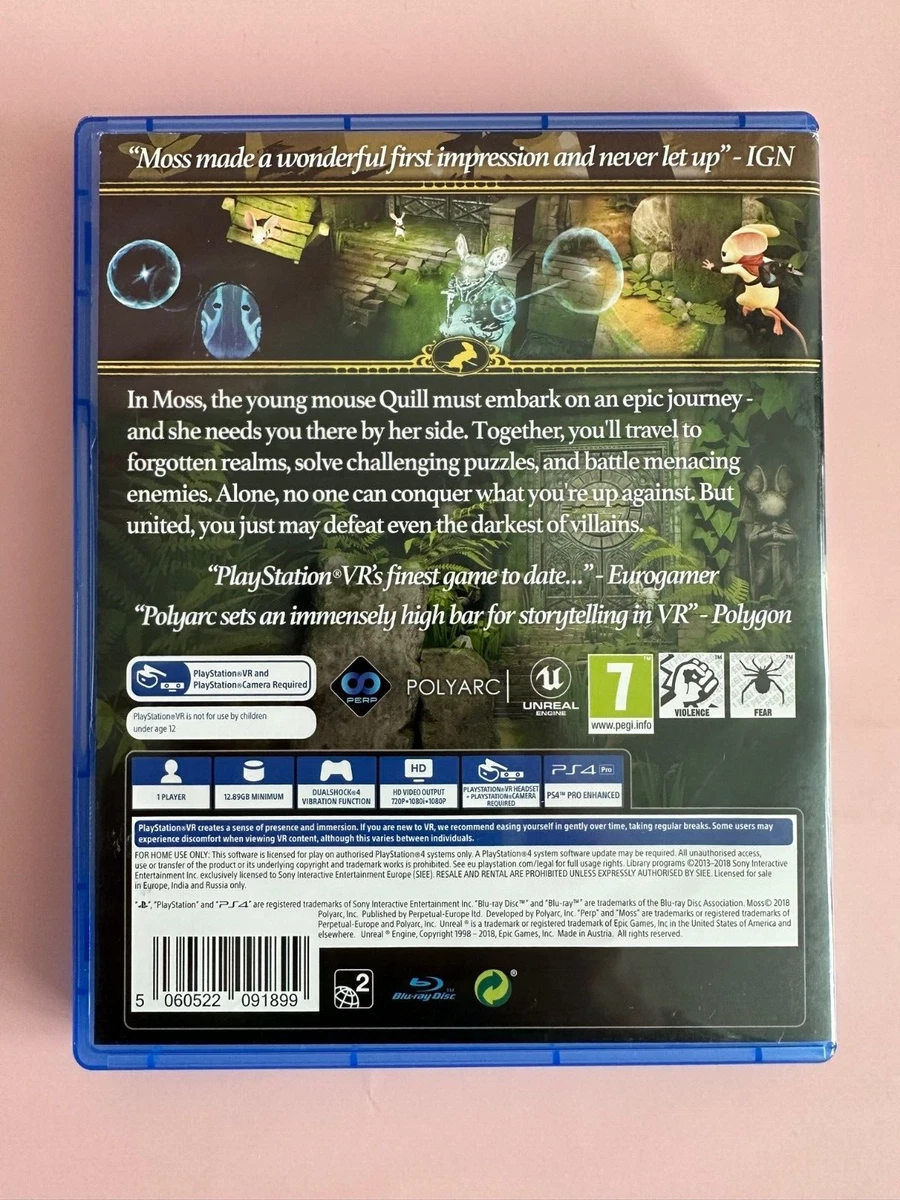 “Moss made a wonderful first impression and never let up” - IGN
In Moss, the young mouse Quill must embark on an epic journey -
and she needs you there by her side. Together, you'll travel to
forgotten realms, solve challenging puzzles, and battle menacing
enemies. Alone, no one can conquer what you're up against. But
united, you just may defeat even the darkest of villains.
“PlayStation®VR's finest game to date...” - Eurogamer
“Polyarc sets an immensely high bar for storytelling in VR” - Polygon
PlayStation®VR and
PlayStation®Camera Required
PlayStation®VR is not for use by children
under age 12
PERP
POLYARC
UNREAL
ENGINE
7™
www.pegi.info
VIOLENCE
™
FEAR
™
1 PLAYER
12.89GB MINIMUM
DUALSHOCK®4
VIBRATION FUNCTION
HD
HD VIDEO OUTPUT
720P•1080i•1080P
PLAYSTATION®VR HEADSET
+ PLAYSTATION®CAMERA
REQUIRED
PS4 Pro
PS4™ PRO ENHANCED
PlayStation®VR creates a sense of presence and immersion. If you are new to VR, we recommend easing yourself in gently over time, taking regular breaks. Some users may
experience discomfort when viewing VR content, although this varies between individuals.
FOR HOME USE ONLY: This software is licensed for play on authorised PlayStation®4 systems only. A PlayStation®4 system software update may be required. All unauthorised access,
use or transfer of the product or its underlying copyright and trademark works is prohibited. See eu.playstation.com/legal for full usage rights. Library programs ©2013–2018 Sony Interactive
Entertainment Inc. exclusively licensed to Sony Interactive Entertainment Europe (SIEE). RESALE AND RENTAL ARE PROHIBITED UNLESS EXPRESSLY AUTHORISED BY SIEE. Licensed for sale
in Europe, India and Russia only.
" ", "PlayStation" and "PS4" are registered trademarks of Sony Interactive Entertainment Inc. "Blu-ray Disc™" and "Blu-ray™" are trademarks of the Blu-ray Disc Association. Moss© 2018
Polyarc, Inc. Published by Perpetual-Europe ltd. Developed by Polyarc, Inc. "Perp" and "Moss" are trademarks or registered trademarks of
Perpetual-Europe and Polyarc, Inc. Unreal ® is a trademark or registered trademark of Epic Games, Inc in the United States of America and
elsewhere. Unreal ® Engine, Copyright 1998 – 2018, Epic Games, Inc. Made in Austria. All rights reserved.
5 060522 091899
2
Blu-ray Disc™
®